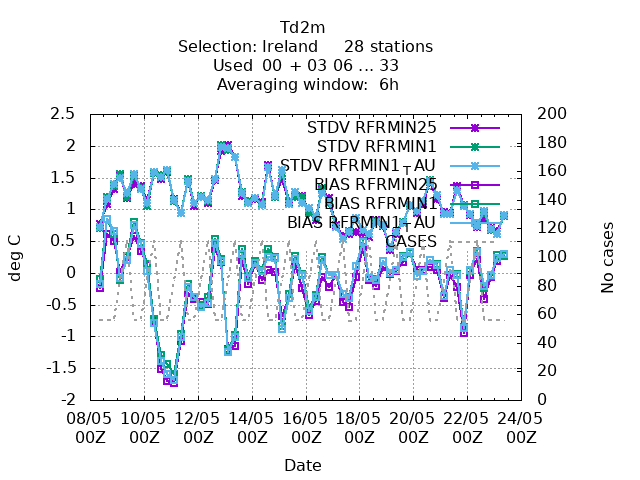 Td2m
Selection: Ireland 28 stations
Used 00 + 03 06 ... 33
Averaging window: 6h
2.5
2
1.5
1
0.5
0
-0.5
-1
-1.5
-2
200
180
160
140
120
100
80
60
40
20
0
STDV RFRMIN25
STDV RFRMIN1
STDV RFRMIN1_AU
BIAS RFRMIN25
BIAS RFRMIN1
BIAS RFRMIN1_AU
CASES
deg C
No cases
08/05 10/05 12/05 14/05 16/05 18/05 20/05 22/05 24/05
00Z 00Z 00Z 00Z 00Z 00Z 00Z 00Z 00Z
Date